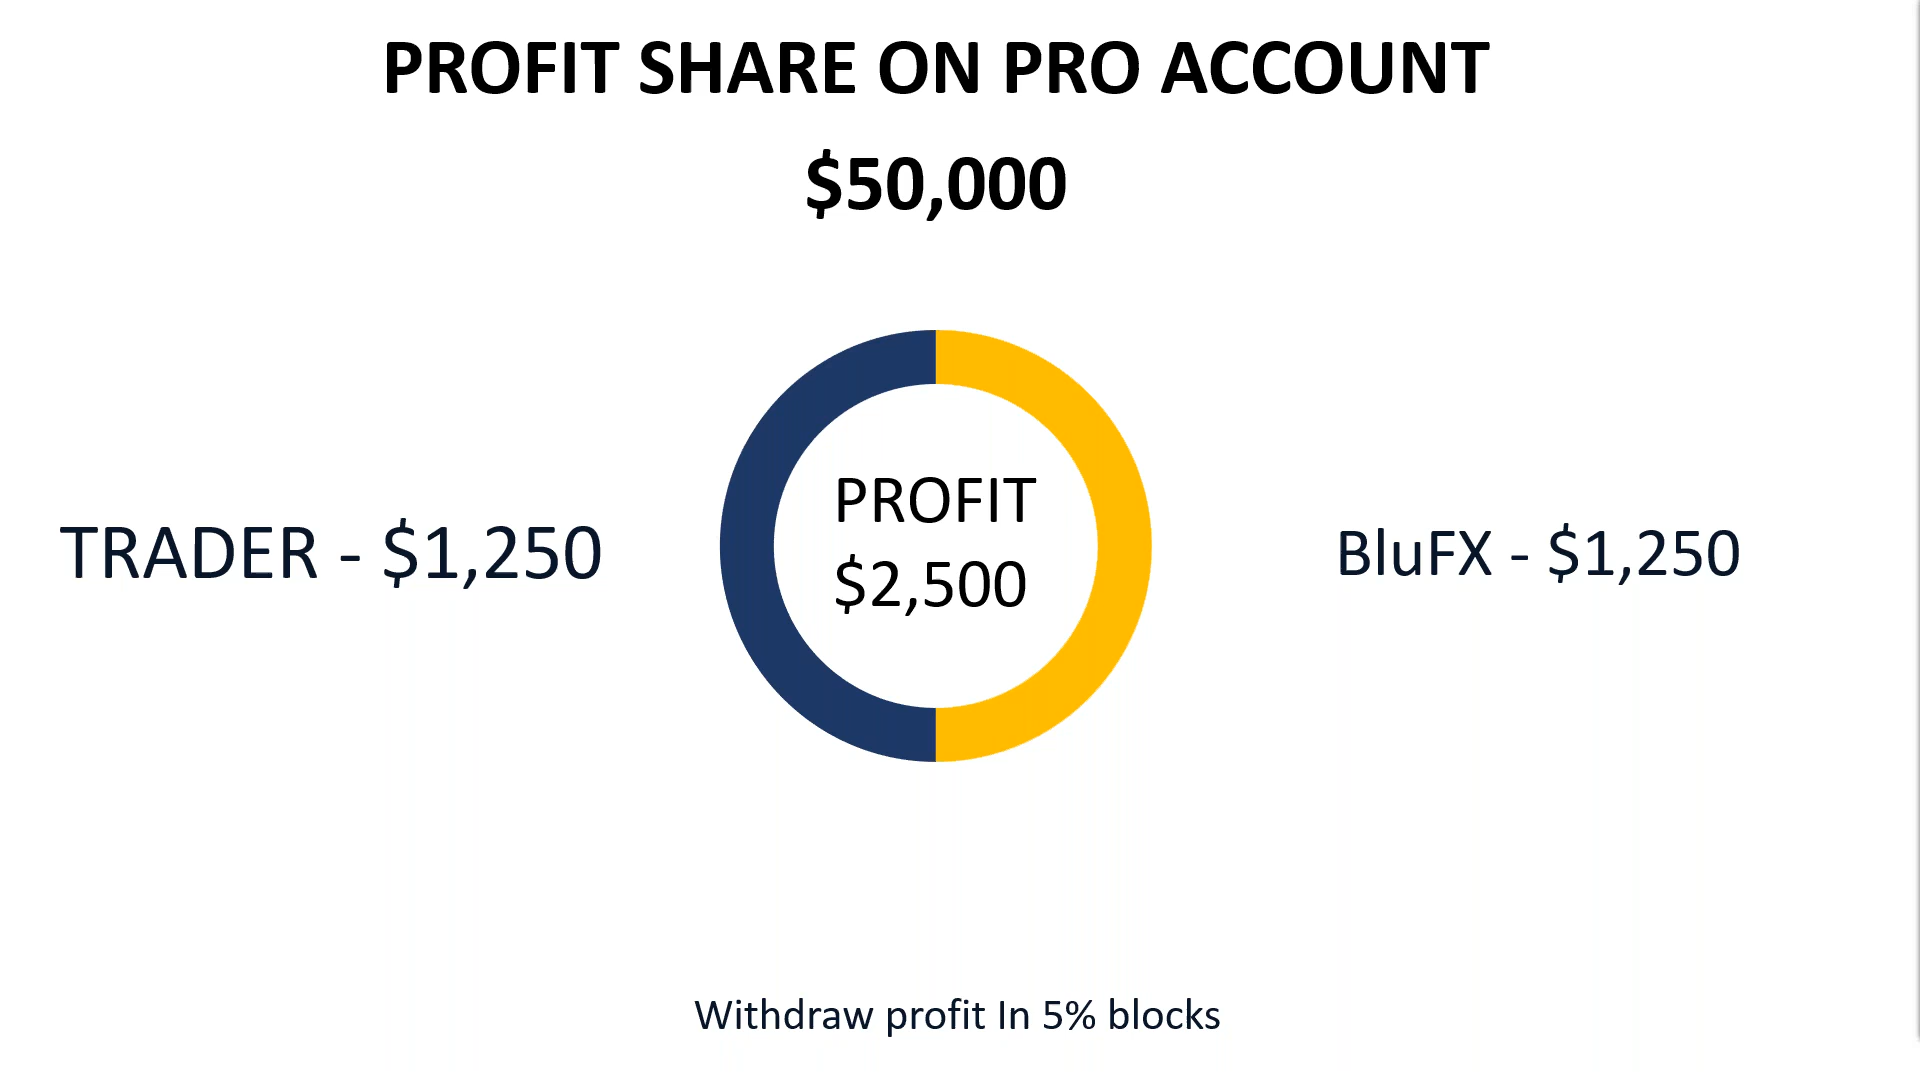 PROFIT SHARE ON PRO ACCOUNT
$50,000
PROFIT
$2,500
TRADER - $1,250
BluFX - $1,250
Withdraw profit In 5% blocks